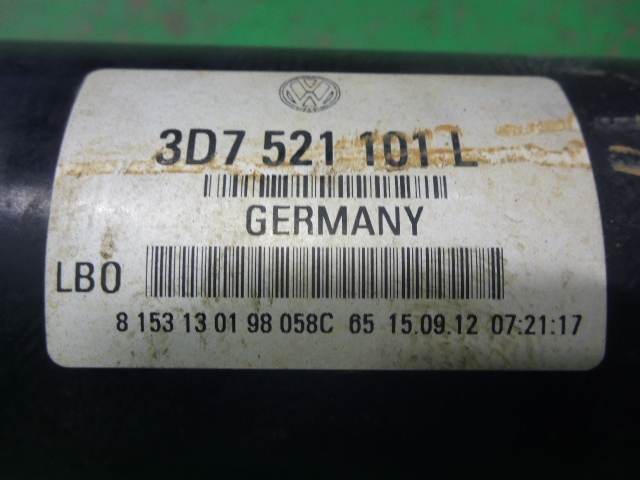 3D7 521 101 L
GERMANY
LBO
8 153 13 01 98 058C 65 15.09.12 07:21:17